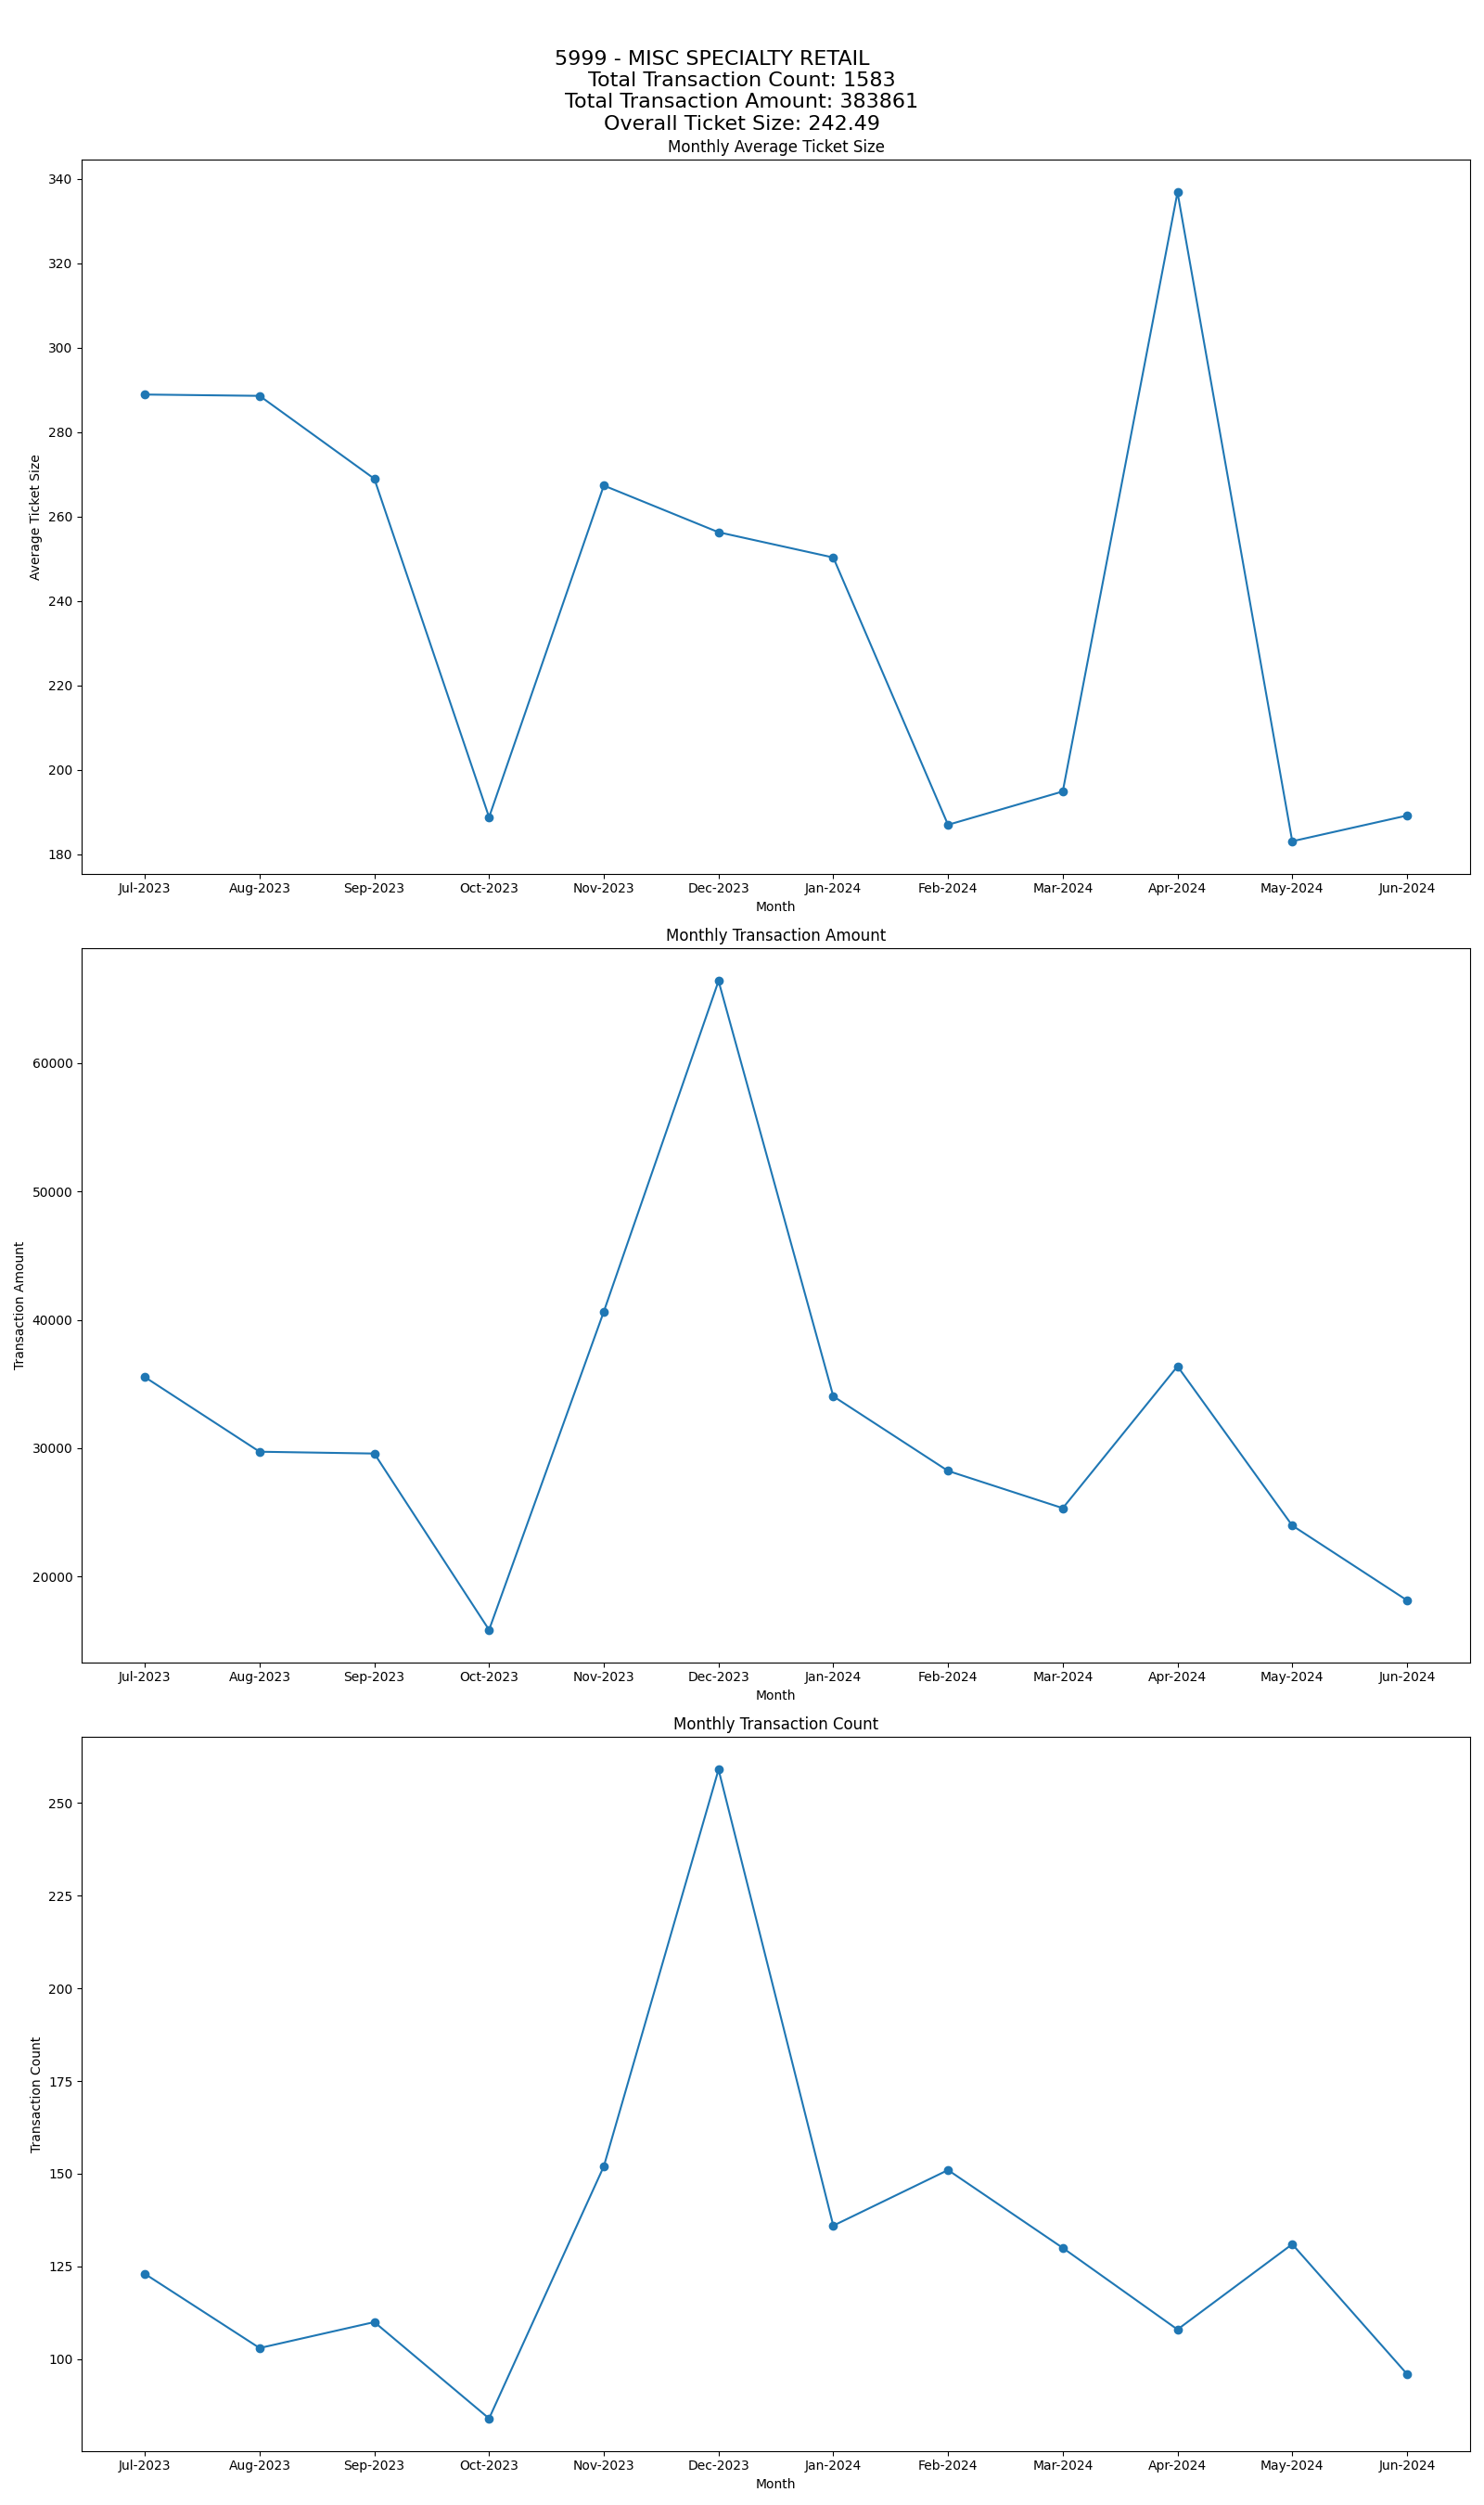 5999 - MISC SPECIALTY RETAIL
Total Transaction Count: 1583
Total Transaction Amount: 383861
Overall Ticket Size: 242.49
Monthly Average Ticket Size
340
320
300
280
260
240
220
200
180
Average Ticket Size
Jul-2023 Aug-2023 Sep-2023 Oct-2023 Nov-2023 Dec-2023 Jan-2024 Feb-2024 Mar-2024 Apr-2024 May-2024 Jun-2024
Month
Monthly Transaction Amount
60000
50000
40000
30000
20000
Transaction Amount
Jul-2023 Aug-2023 Sep-2023 Oct-2023 Nov-2023 Dec-2023 Jan-2024 Feb-2024 Mar-2024 Apr-2024 May-2024 Jun-2024
Month
Monthly Transaction Count
250
225
200
175
150
125
100
Transaction Count
Jul-2023 Aug-2023 Sep-2023 Oct-2023 Nov-2023 Dec-2023 Jan-2024 Feb-2024 Mar-2024 Apr-2024 May-2024 Jun-2024
Month